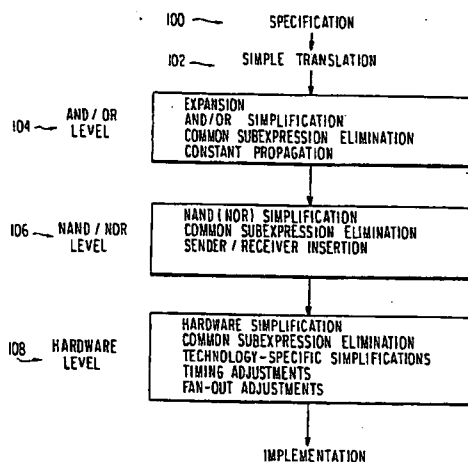 100 SPECIFICATION
102 SIMPLE TRANSLATION
104 AND/OR LEVEL
EXPANSION
AND/OR SIMPLIFICATION
COMMON SUBEXPRESSION ELIMINATION
CONSTANT PROPAGATION
106 NAND/NOR LEVEL
NAND(NOR) SIMPLIFICATION
COMMON SUBEXPRESSION ELIMINATION
SENDER/RECEIVER INSERTION
108 HARDWARE LEVEL
HARDWARE SIMPLIFICATION
COMMON SUBEXPRESSION ELIMINATION
TECHNOLOGY-SPECIFIC SIMPLIFICATIONS
TIMING ADJUSTMENTS
FAN-OUT ADJUSTMENTS
IMPLEMENTATION